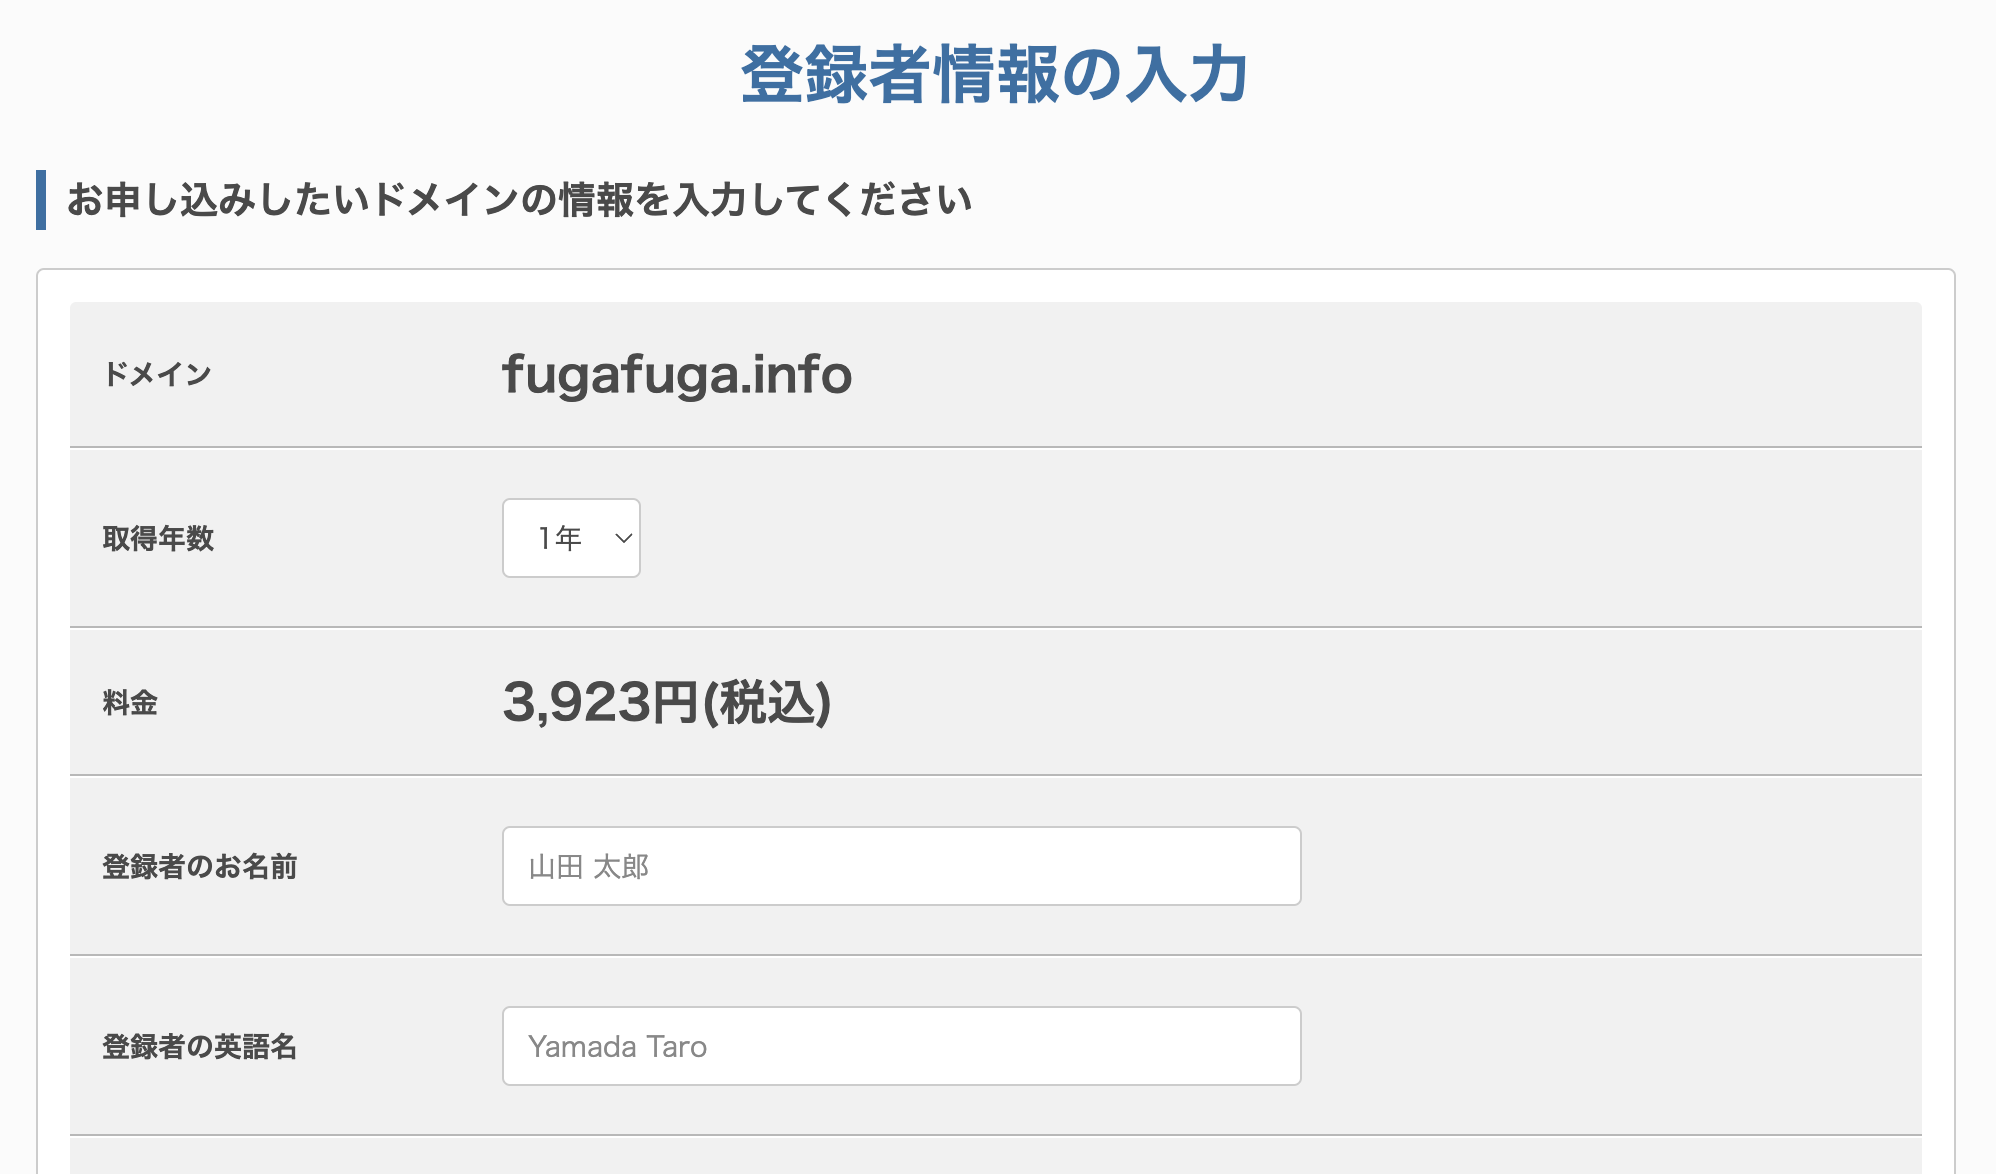 登録者情報の入力
お申し込みしたいドメインの情報を入力してください
ドメイン
fugafuga.info
取得年数
1年
料金
3,923円(税込)
登録者のお名前
山田 太郎
登録者の英語名
Yamada Taro